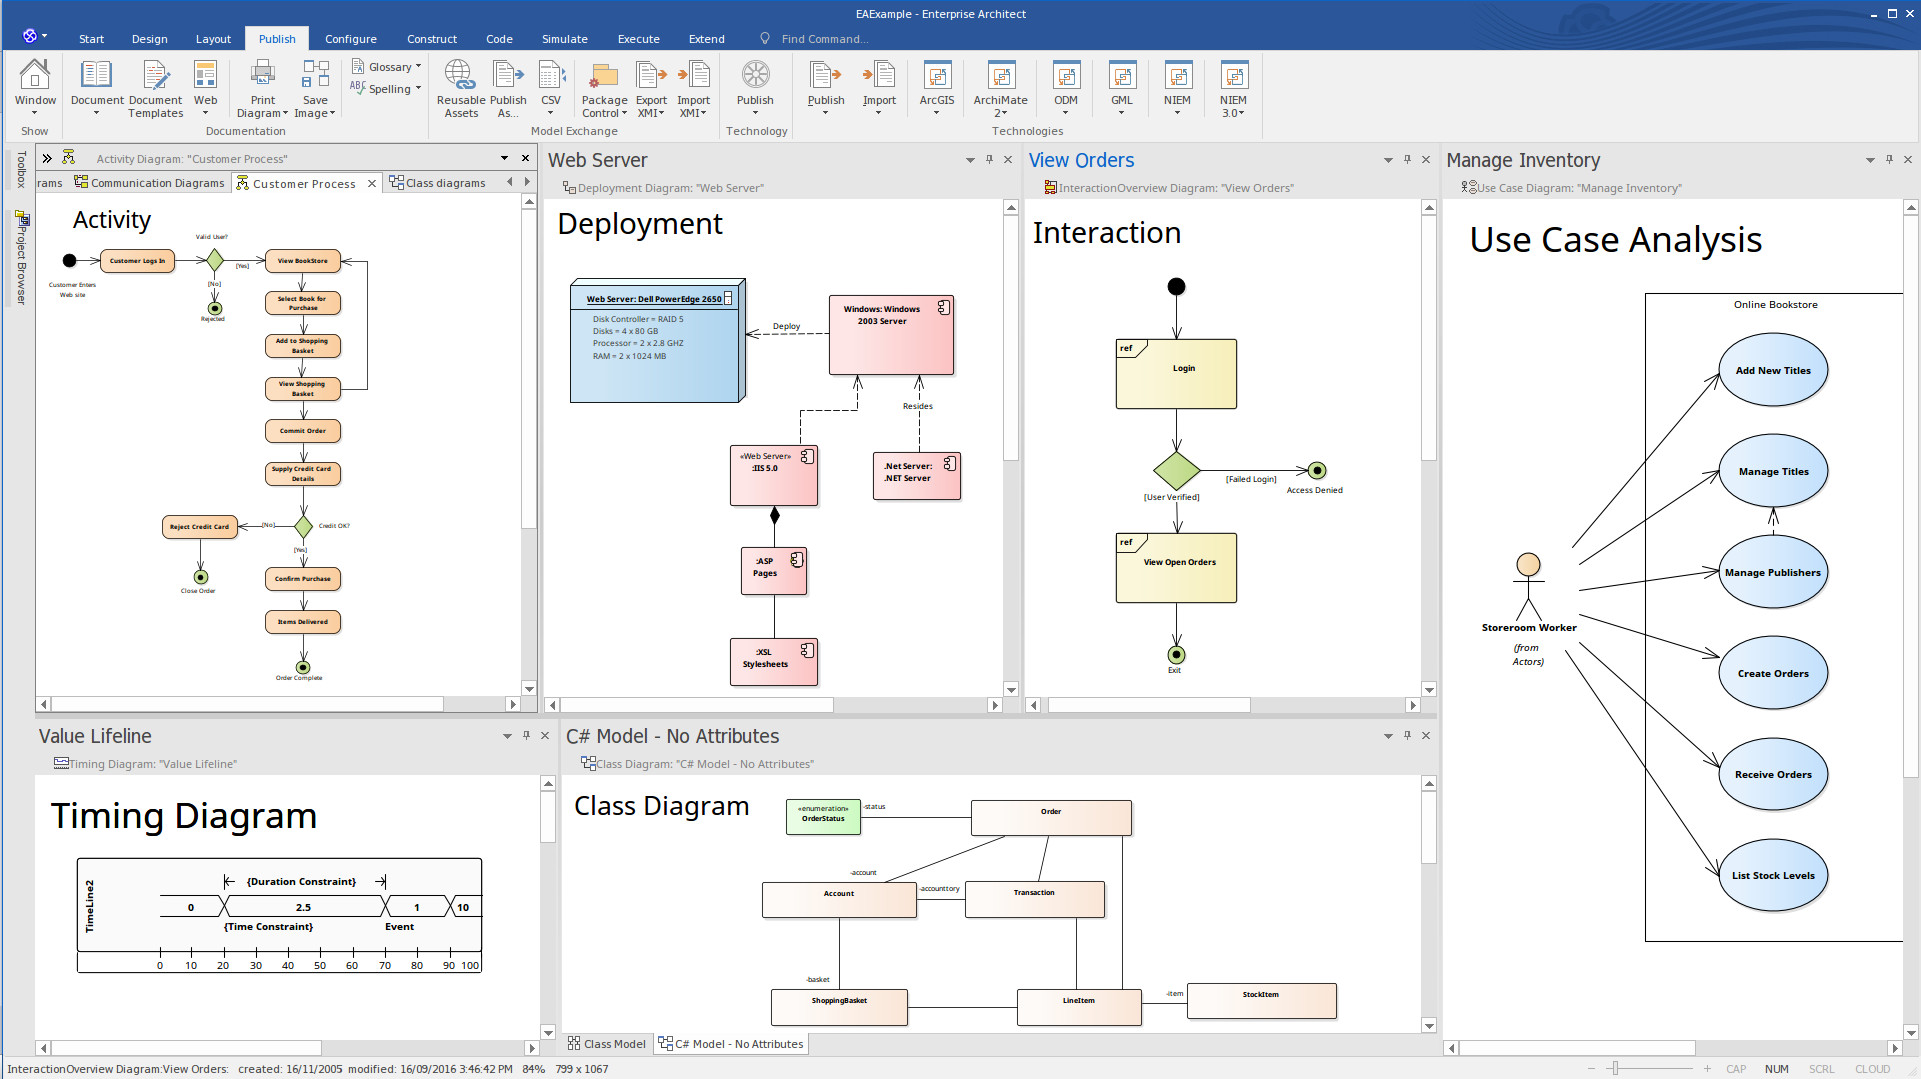 EAExample - Enterprise Architect
Start Design Layout Publish Configure Construct Code Simulate Execute Extend Find Command...
Window
Document
Document Templates
Web
Print Diagram
Save Image
Glossary
Spelling
Reusable Assets
Publish As...
CSV
Package Control
Export XMI
Import XMI
Publish
Publish
Import
ArcGIS
ArchiMate 2
ODM
GML
NIEM
NIEM 3.0
Show
Documentation
Model Exchange
Technology
Technologies
Toolbox
Project Browser
Activity Diagram: "Customer Process"
rams
Communication Diagrams
Customer Process
Class diagrams
Activity
Valid User?
Customer Logs In
[Yes]
View BookStore
Customer Enters
Web site
[No]
Rejected
Select Book for
Purchase
Add to Shopping
Basket
View Shopping
Basket
Commit Order
Supply Credit Card
Details
Reject Credit Card
[No]
Credit OK?
[Yes]
Close Order
Confirm Purchase
Items Delivered
Order Complete
Web Server
Deployment Diagram: "Web Server"
Deployment
Web Server: Dell PowerEdge 2650
Disk Controller = RAID 5
Disks = 4 x 80 GB
Processor = 2 x 2.8 GHZ
RAM = 2 x 1024 MB
Deploy
Windows: Windows
2003 Server
Resides
«Web Server»
:IIS 5.0
.Net Server:
.NET Server
:ASP
Pages
:XSL
Stylesheets
View Orders
InteractionOverview Diagram: "View Orders"
Interaction
ref
Login
[Failed Login]
Access Denied
[User Verified]
ref
View Open Orders
Exit
Manage Inventory
Use Case Diagram: "Manage Inventory"
Use Case Analysis
Online Bookstore
Add New Titles
Manage Titles
Manage Publishers
Storeroom Worker
(from
Actors)
Create Orders
Receive Orders
List Stock Levels
Value Lifeline
Timing Diagram: "Value Lifeline"
Timing Diagram
TimeLine2
{Duration Constraint}
0 2.5 1 10
{Time Constraint} Event
0 10 20 30 40 50 60 70 80 90 100
C# Model - No Attributes
Class Diagram: "C# Model - No Attributes"
Class Diagram
«enumeration»
OrderStatus
-status
Order
-account
Account
-accounttory
Transaction
-basket
ShoppingBasket
LineItem
-item
StockItem
Class Model
C# Model - No Attributes
InteractionOverview Diagram:View Orders: created: 16/11/2005 modified: 16/09/2016 3:46:42 PM 84% 799 x 1067
CAP NUM SCRL CLOUD